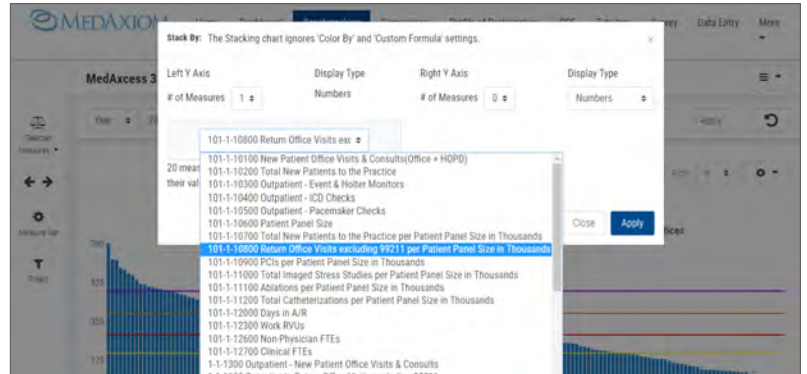 MEDAXIOM
Data Entry More
Stack By: The Stacking chart ignores 'Color By' and 'Custom Formula' settings. ×
MedAxcess 3
Left Y Axis Display Type Right Y Axis Display Type
# of Measures 1 Numbers # of Measures 0 Numbers
Year
101-1-10800 Return Office Visits exc
101-1-10100 New Patient Office Visits & Consults(Office + HOPD)
20 meas
101-1-10200 Total New Patients to the Practice
their val
101-1-10300 Outpatient - Event & Holter Monitors
101-1-10400 Outpatient - ICD Checks
101-1-10500 Outpatient - Pacemaker Checks
101-1-10600 Patient Panel Size
Close Apply
101-1-10700 Total New Patients to the Practice per Patient Panel Size in Thousands
101-1-10800 Return Office Visits excluding 99211 per Patient Panel Size in Thousands
101-1-10900 PCIs per Patient Panel Size in Thousands
101-1-11000 Total Imaged Stress Studies per Patient Panel Size in Thousands
101-1-11100 Ablations per Patient Panel Size in Thousands
101-1-11200 Total Catheterizations per Patient Panel Size in Thousands
101-1-12000 Days in A/R
101-1-12300 Work RVUs
101-1-12600 Non-Physician FTEs
101-1-12700 Clinical FTEs
1-1-1300 Outpatient - New Patient Office Visits & Consults